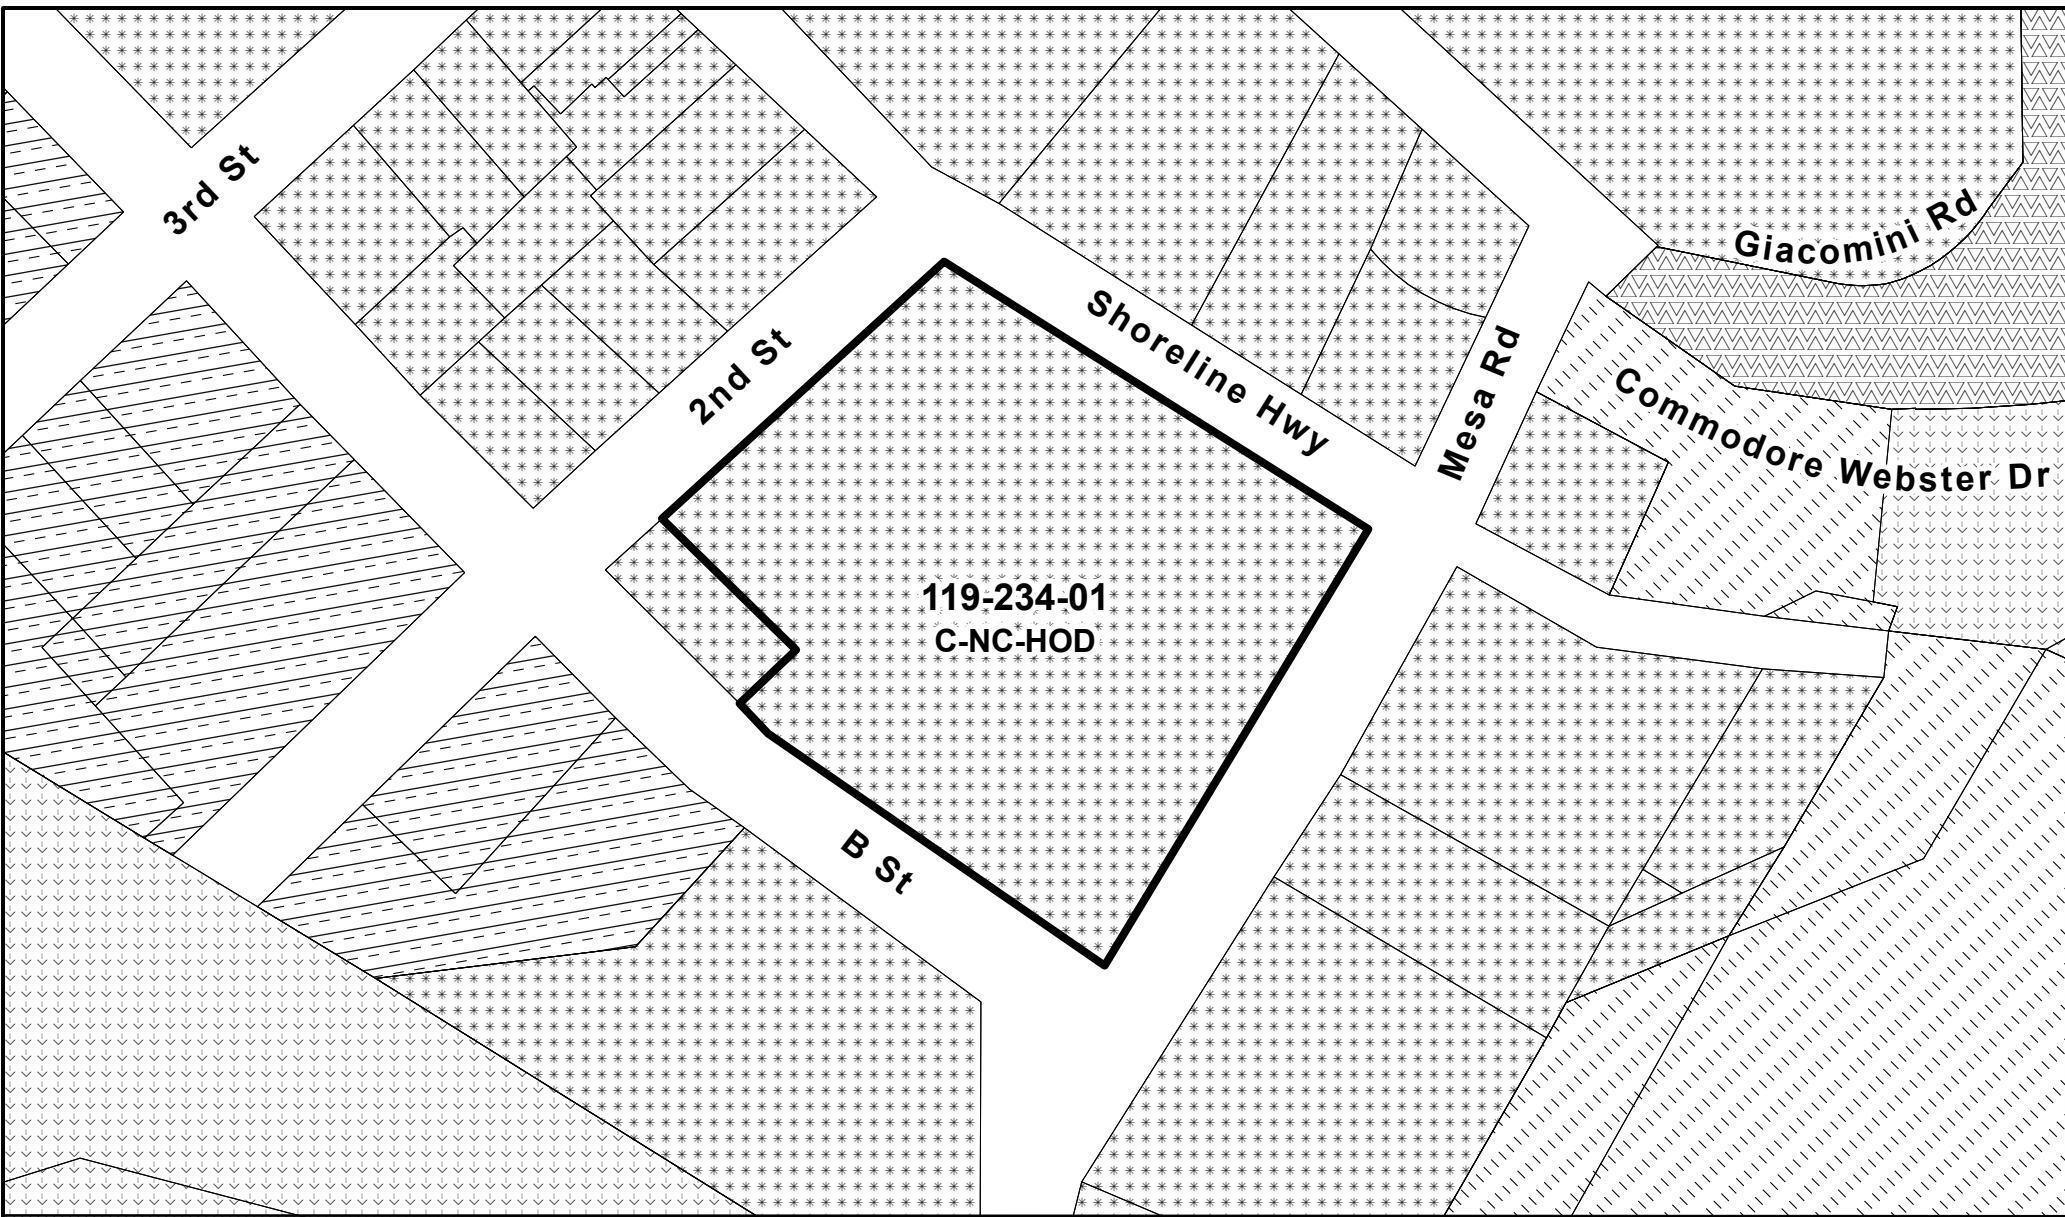 3rd St
Giacomini Rd
Shoreline Hwy
2nd St
Mesa Rd
Commodore Webster Dr
119-234-01
C-NC-HOD
B St